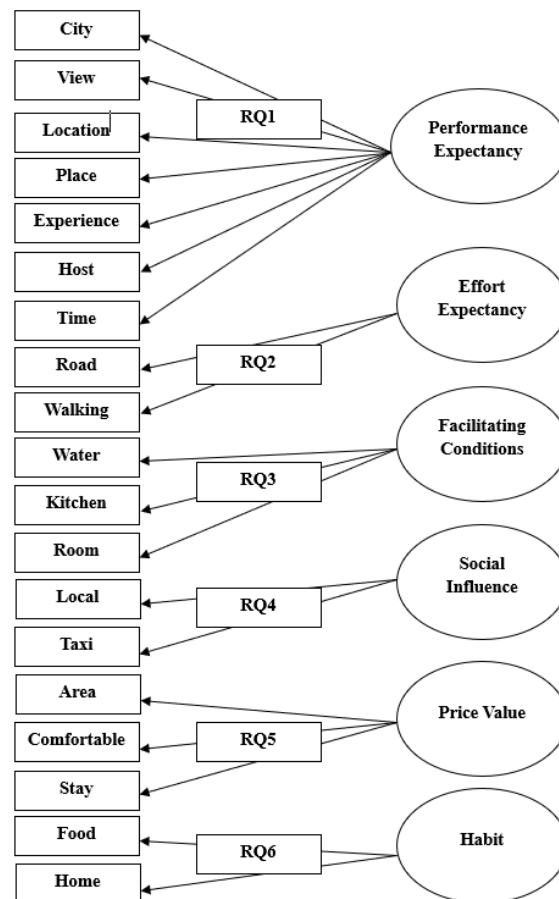 City
View
Location
Place
Experience
Host
Time
Road
Walking
Water
Kitchen
Room
Local
Taxi
Area
Comfortable
Stay
Food
Home
RQ1
RQ2
RQ3
RQ4
RQ5
RQ6
Performance
Expectancy
Effort
Expectancy
Facilitating
Conditions
Social
Influence
Price Value
Habit